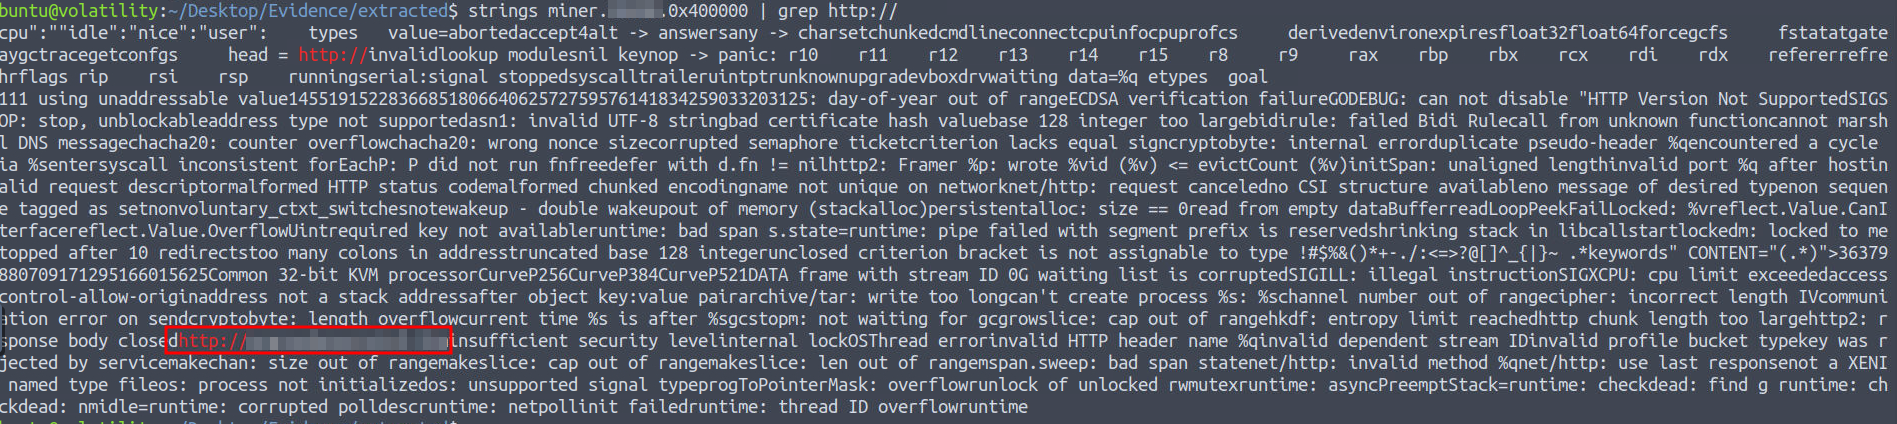 buntu@volatility:~/Desktop/Evidence/extracted$ strings miner. .0x400000 | grep http://
cpu":""idle":"nice":"user":    types   value=abortedaccept4alt -> answersany -> charsetchunkedcmdlineconnectcpuinfocpuprofcs      derivedenvironexpiresfloat32float64forcegcfs      fstatatgate
aygctracegetconfgs     head = http://invalidlookup modulesnil keynop -> panic: r10    r11    r12    r13    r14    r15    r8     r9     rax    rbp    rbx    rcx    rdi    rdx    refererrefre
hrflags rip    rsi    rsp    runningserial:signal stoppedsyscalltraileruintptrunknownupgradevboxdrvwaiting data=%q etypes  goal
111 using unaddressable value14551915228366851806640625727595761418342590332​03125: day-of-year out of rangeECDSA verification failureGODEBUG: can not disable "HTTP Version Not SupportedSIGS
OP: stop, unblockableaddress type not supportedasn1: invalid UTF-8 stringbad certificate hash valuebase 128 integer too largebidirule: failed Bidi Rulecall from unknown functioncannot marsh
l DNS messagechacha20: counter overflowchacha20: wrong nonce sizecorrupted semaphore ticketcriterion lacks equal signcryptobyte: internal errorduplicate pseudo-header %qencountered a cycle
ia %sentersyscall inconsistent forEachP: P did not run fnfreedefer with d.fn != nilhttp2: Framer %p: wrote %vid (%v) <= evictCount (%v)initSpan: unaligned lengthinvalid port %q after hostin
alid request descriptormalformed HTTP status codemalformed chunked encodingname not unique on networknet/http: request canceledno CSI structure availableno message of desired typenon sequen
e tagged as setnonvoluntary_ctxt_switchesnotewakeup - double wakeupout of memory (stackalloc)persistentalloc: size == 0read from empty dataBufferreadLoopPeekFailLocked: %vreflect.Value.CanI
terfacereflect.Value.OverflowUintrequired key not availableruntime: bad span s.state=runtime: pipe failed with segment prefix is reservedshrinking stack in libcallstartlockedm: locked to me
topped after 10 redirectstoo many colons in addresstruncated base 128 integerunclosed criterion bracket is not assignable to type !#$%&()*+-./:<=>?@[]^_{|}~ .*keywords" CONTENT="(.*)">36379
880709171295166015625Common 32-bit KVM processorCurveP256CurveP384CurveP521DATA frame with stream ID 0G waiting list is corruptedSIGILL: illegal instructionSIGXCPU: cpu limit exceededaccess
control-allow-originaddress not a stack addressafter object key:value pairarchive/tar: write too longcan't create process %s: %schannel number out of rangecipher: incorrect length IVcommuni
ation error on sendcryptobyte: length overflowcurrent time %s is after %sgcstopm: not waiting for gcgrowslice: cap out of rangehkdf: entropy limit reachedhttp chunk length too largehttp2: r
sponse body closedhttp:// insufficient security levelinternal lockOSThread errorinvalid HTTP header name %qinvalid dependent stream IDinvalid profile bucket typekey was r
jected by servicemakechan: size out of rangemakeslice: cap out of rangemakeslice: len out of rangemspan.sweep: bad span statenet/http: invalid method %qnet/http: use last responsenot a XENI
 named type fileos: process not initializedos: unsupported signal typeprogToPointerMask: overflowrunlock of unlocked rwmutexruntime: asyncPreemptStack=runtime: checkdead: find g runtime: ch
ckdead: nmidle=runtime: corrupted polldescruntime: netpollinit failedruntime: thread ID overflowruntime